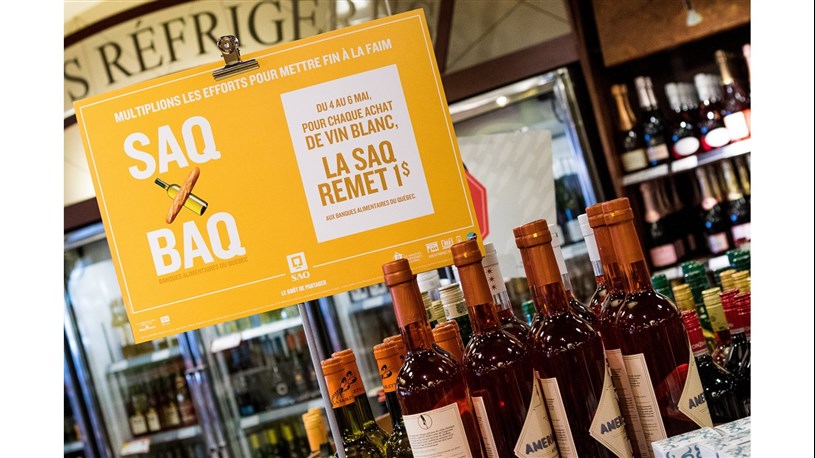 S RÉFRIGÉ
MULTIPLIONS LES EFFORTS POUR METTRE FIN À LA FAIM
SAQ
BAQ
BANQUES ALIMENTAIRES DU QUÉBEC
DU 4 AU 6 MAI,
POUR CHAQUE ACHAT
DE VIN BLANC,
LA SAQ
REMET 1$
AUX BANQUES ALIMENTAIRES DU QUÉBEC.
SAQ
LE GOÛT DE PARTAGER
AMER
AMER